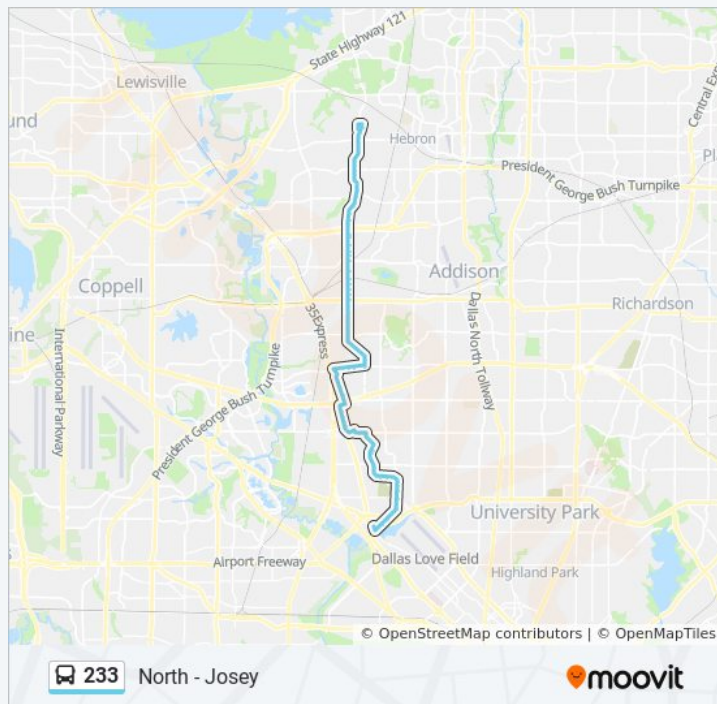 State Highway 121
Lewisville
Central Exp
und
Hebron
Pl
President George Bush Turnpike
Addison
Coppell
Richardson
35Express
ine
International Parkway
Dallas North Tollway
President George Bush Turnpike
University Park
Airport Freeway
Dallas Love Field
Highland Park
s
© OpenStreetMap contributors | © OpenMapTiles
233 North - Josey
moovit